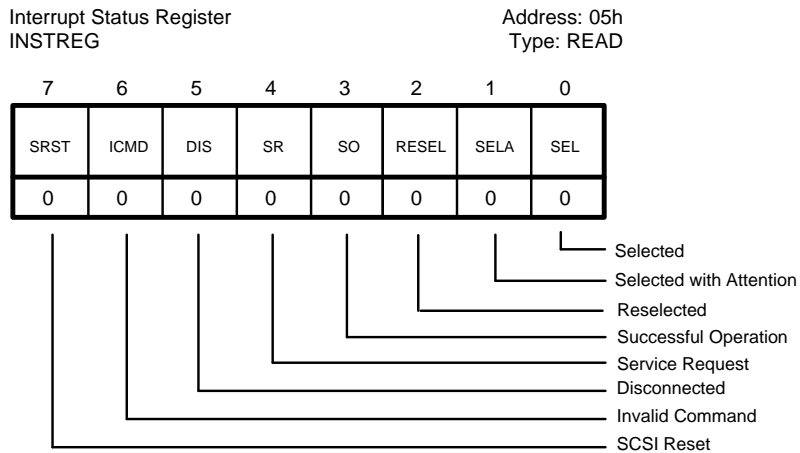 Interrupt Status Register
INSTREG
Address: 05h
Type: READ
7 6 5 4 3 2 1 0
SRST ICMD DIS SR SO RESEL SELA SEL
0 0 0 0 0 0 0 0
Selected
Selected with Attention
Reselected
Successful Operation
Service Request
Disconnected
Invalid Command
SCSI Reset